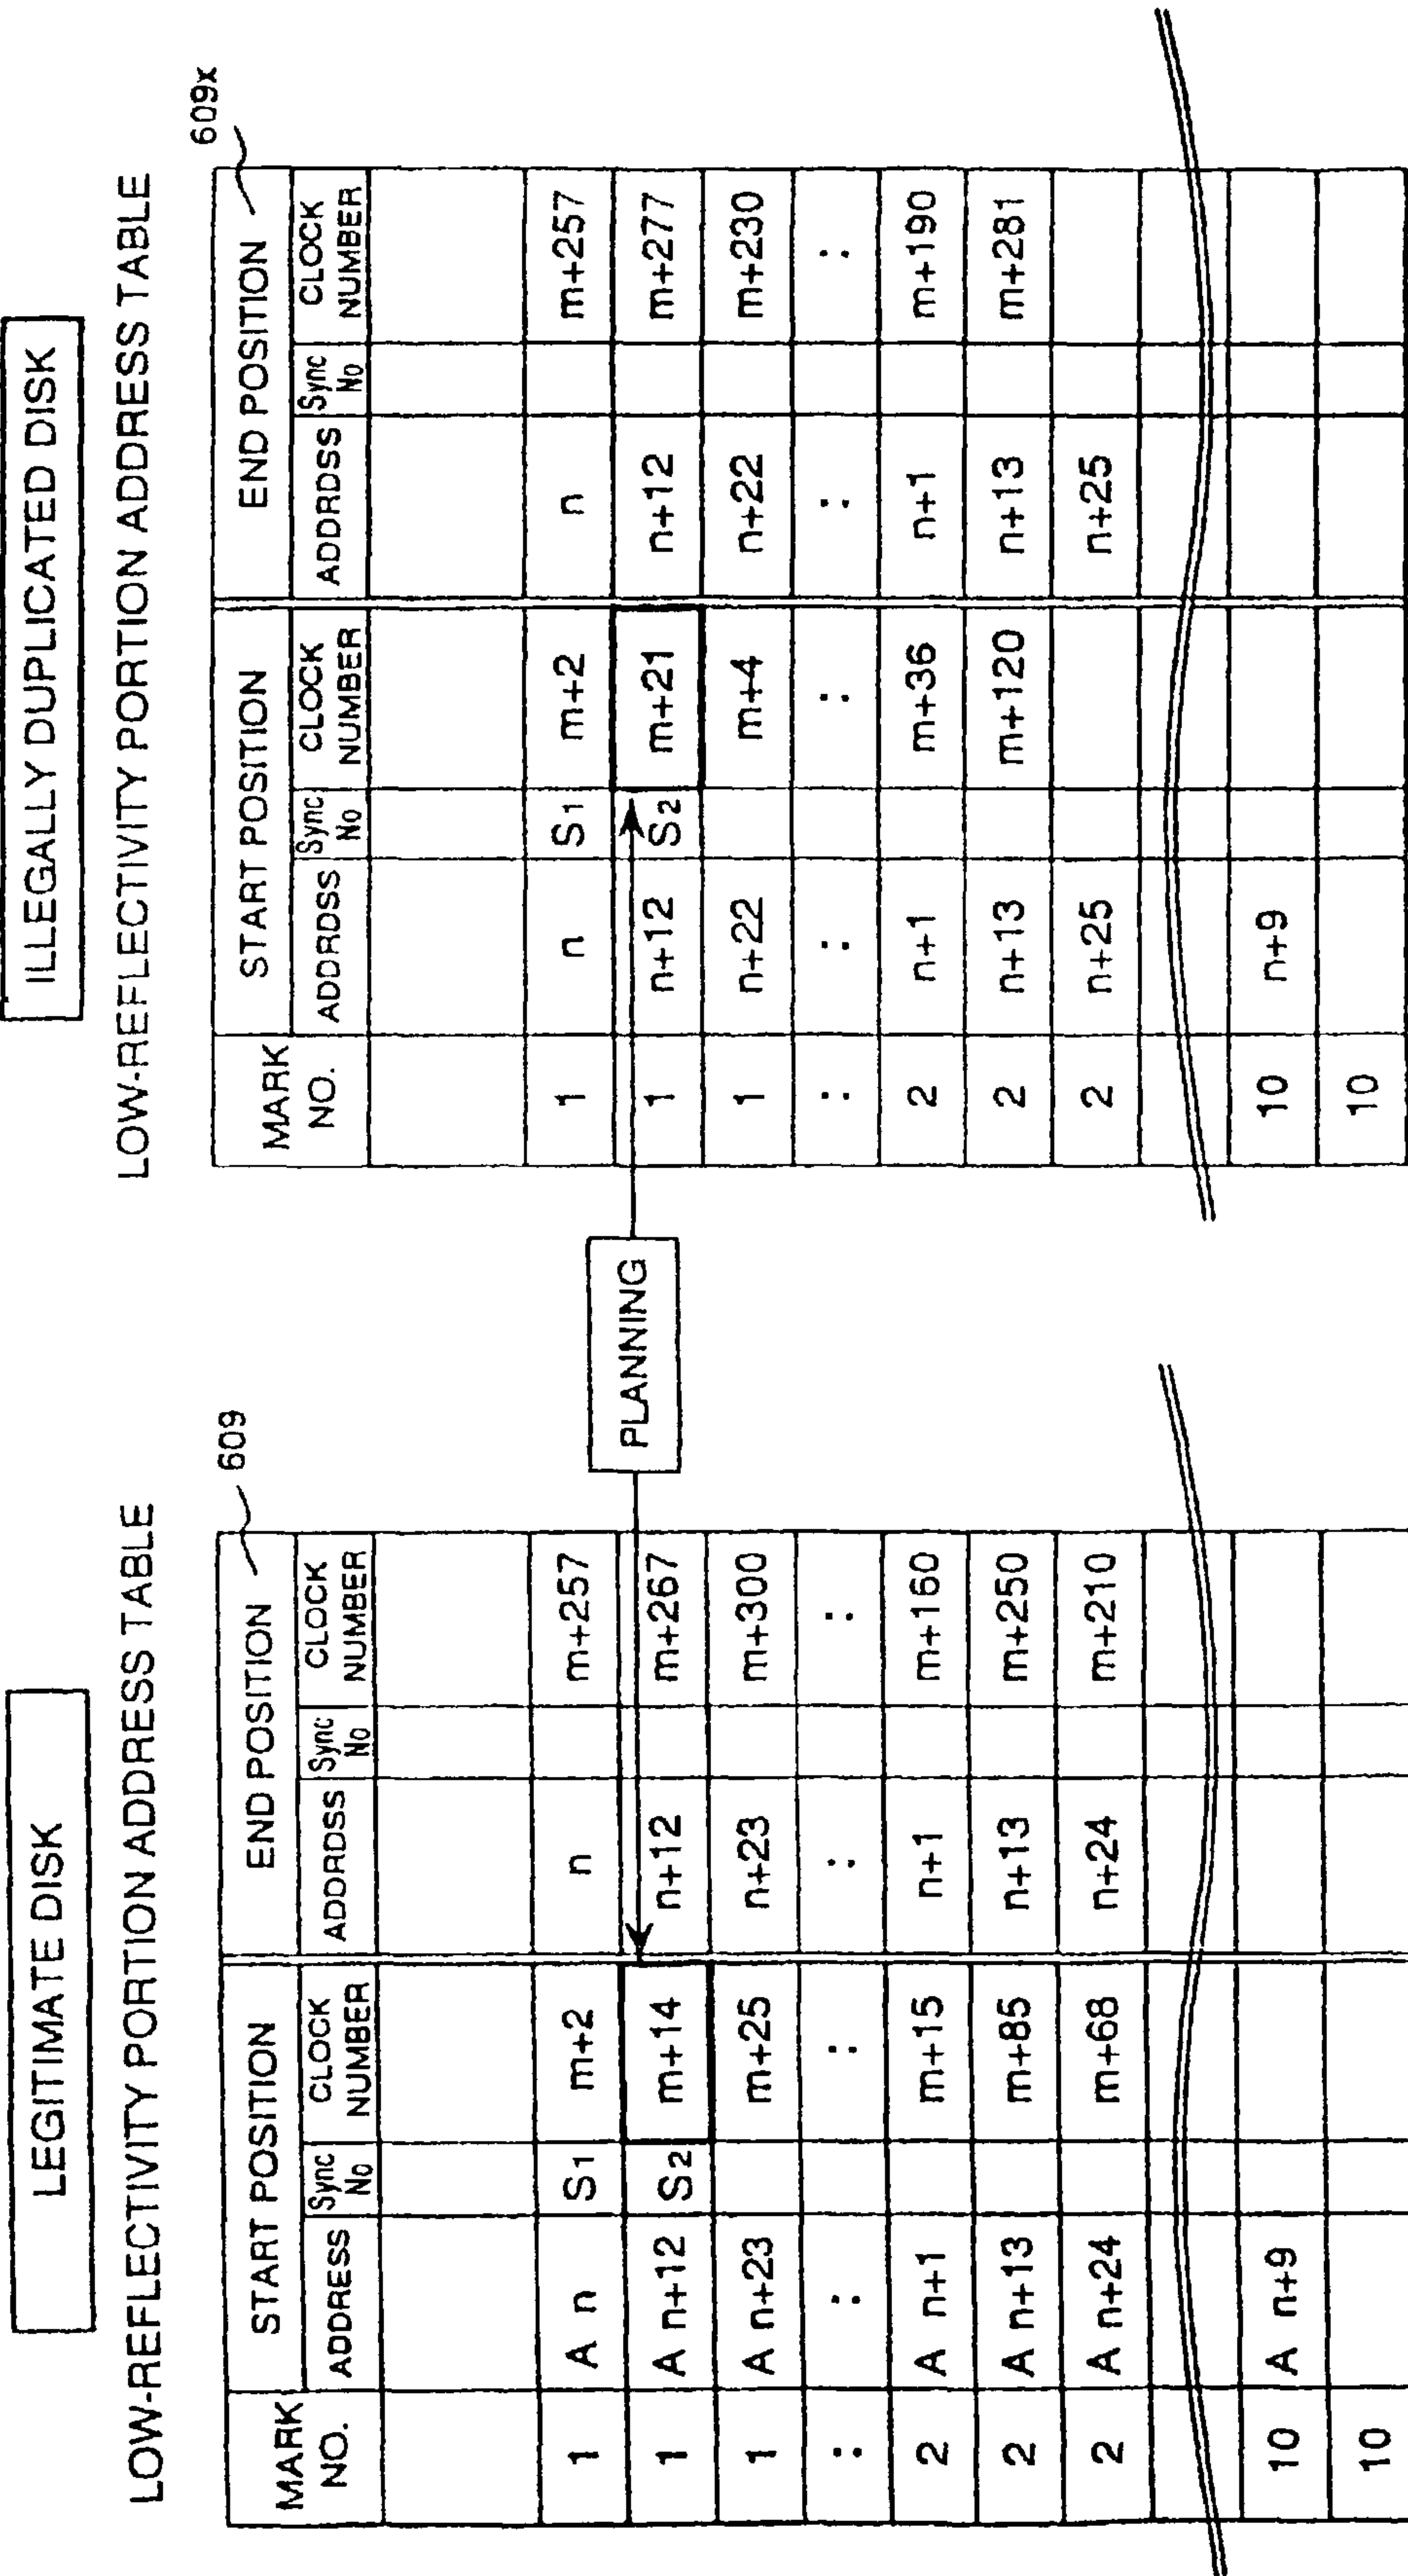 LEGITIMATE DISK
LOW-REFLECTIVITY PORTION ADDRESS TABLE
609
MARK NO. START POSITION END POSITION
ADDRESS Sync No CLOCK NUMBER ADDRDSS Sync No CLOCK NUMBER
1 A n S1 m+2 n m+257
1 A n+12 S2 m+14 n+12 m+267
1 A n+23 m+25 n+23 m+300
: : : : :
2 A n+1 m+15 n+1 m+160
2 A n+13 m+85 n+13 m+250
2 A n+24 m+68 n+24 m+210
10 A n+9
10
PLANNING
ILLEGALLY DUPLICATED DISK
LOW-REFLECTIVITY PORTION ADDRESS TABLE
609x
MARK NO. START POSITION END POSITION
ADDRDSS Sync No CLOCK NUMBER ADDRDSS Sync No CLOCK NUMBER
1 n S1 m+2 n m+257
1 n+12 S2 m+21 n+12 m+277
1 n+22 m+4 n+22 m+230
: : : : :
2 n+1 m+36 n+1 m+190
2 n+13 m+120 n+13 m+281
2 n+25 n+25
10 n+9
10